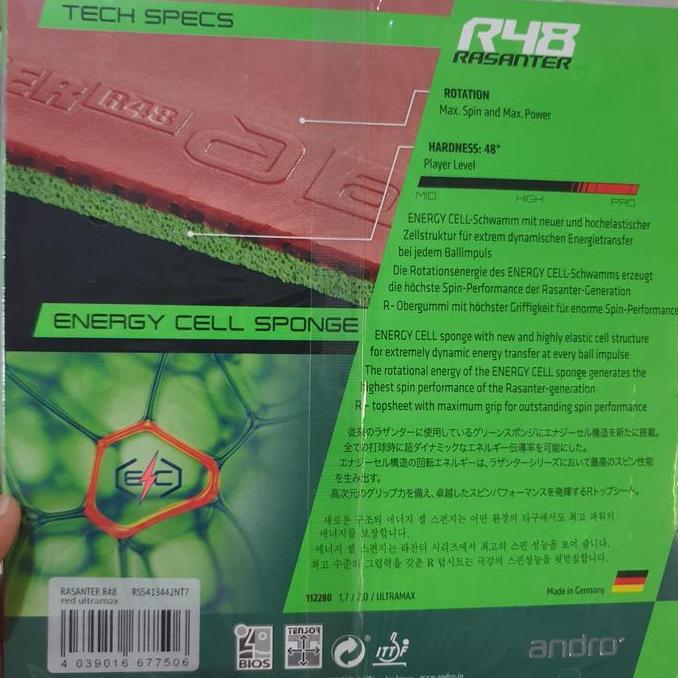 TECH SPECS
R48
RASANTER
ER R48
ROTATION
Max. Spin and Max. Power
HARDNESS: 48°
Player Level
MID HIGH PRO
ENERGY CELL-Schwamm mit neuer und hochelastischer
Zellstruktur für extrem dynamischen Energietransfer
bei jedem Ballimpuls
Die Rotationsenergie des ENERGY CELL-Schwamms erzeugt
die höchste Spin-Performance der Rasanter-Generation
R- Obergummi mit höchster Griffigkeit für enorme Spin-Performance
ENERGY CELL SPONGE
ENERGY CELL sponge with new and highly elastic cell structure
for extremely dynamic energy transfer at every ball impulse
The rotational energy of the ENERGY CELL sponge generates the
highest spin performance of the Rasanter-generation
R - topsheet with maximum grip for outstanding spin performance
従来のラザンターに使用しているグリーンスポンジにエナジーセル構造を新たに搭載。
全ての打球時に超ダイナミックなエネルギー伝導率を可能にした。
エナジーセル構造の回転エネルギーは、ラザンターシリーズにおいて最高のスピン性能
を生み出す。
高次元のグリップ力を備え、卓越したスピンパフォーマンスを発揮するRトップシート。
새로운 구조의 에너지 셀 스펀지는 어떤 환경의 타구에서도 최고 파워의
에너지를 보장합니다.
에너지 셀 스펀지는 라잔터 시리즈에서 최고의 스핀 성능을 보여 줍니다.
최고 수준의 그립력을 갖춘 R 탑시트는 극강의 스핀성능을 뒷받침합니다.
EC
RASANTER R48 RS5413442NT7
red ultramax
4 039016 677506
112280 1,7 / 2.0 / ULTRAMAX
Made in Germany
BIOS
TENSOR
ITTF
andro